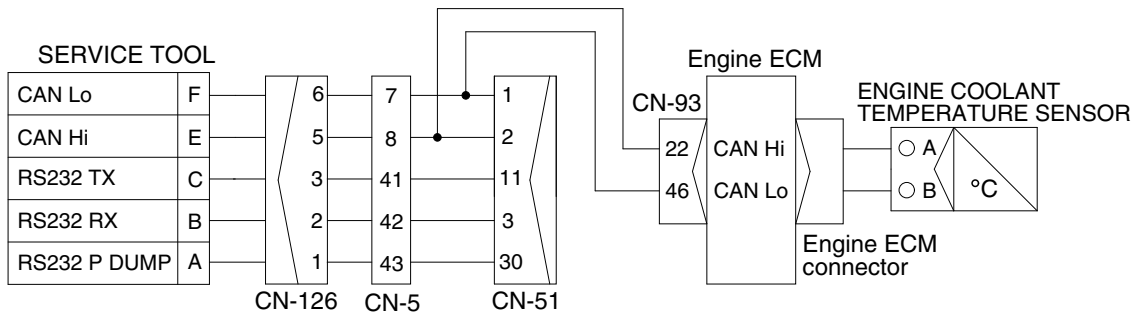 SERVICE TOOL
CAN Lo F 6 7 1
CAN Hi E 5 8 2
RS232 TX C 3 41 11
RS232 RX B 2 42 3
RS232 P DUMP A 1 43 30
CN-126 CN-5 CN-51
Engine ECM
CN-93
22 CAN Hi
46 CAN Lo
Engine ECM
connector
ENGINE COOLANT
TEMPERATURE SENSOR
A
B
°C